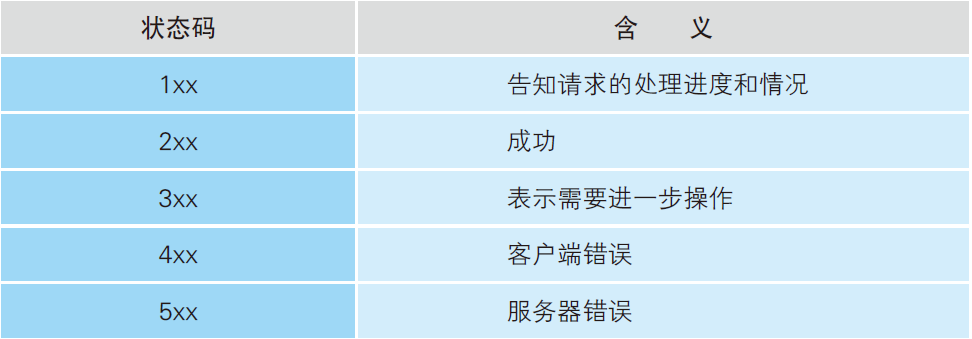 状态码 含 义
1xx 告知请求的处理进度和情况
2xx 成功
3xx 表示需要进一步操作
4xx 客户端错误
5xx 服务器错误